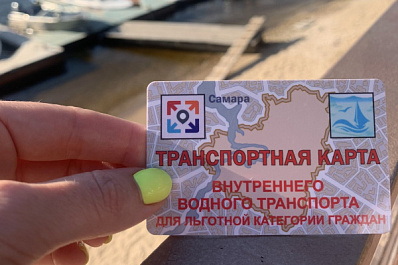 Самара
ТРАНСПОРТНАЯ КАРТА
ВНУТРЕННЕГО
ВОДНОГО ТРАНСПОРТА
ДЛЯ ЛЬГОТНОЙ КАТЕГОРИИ ГРАЖДАН